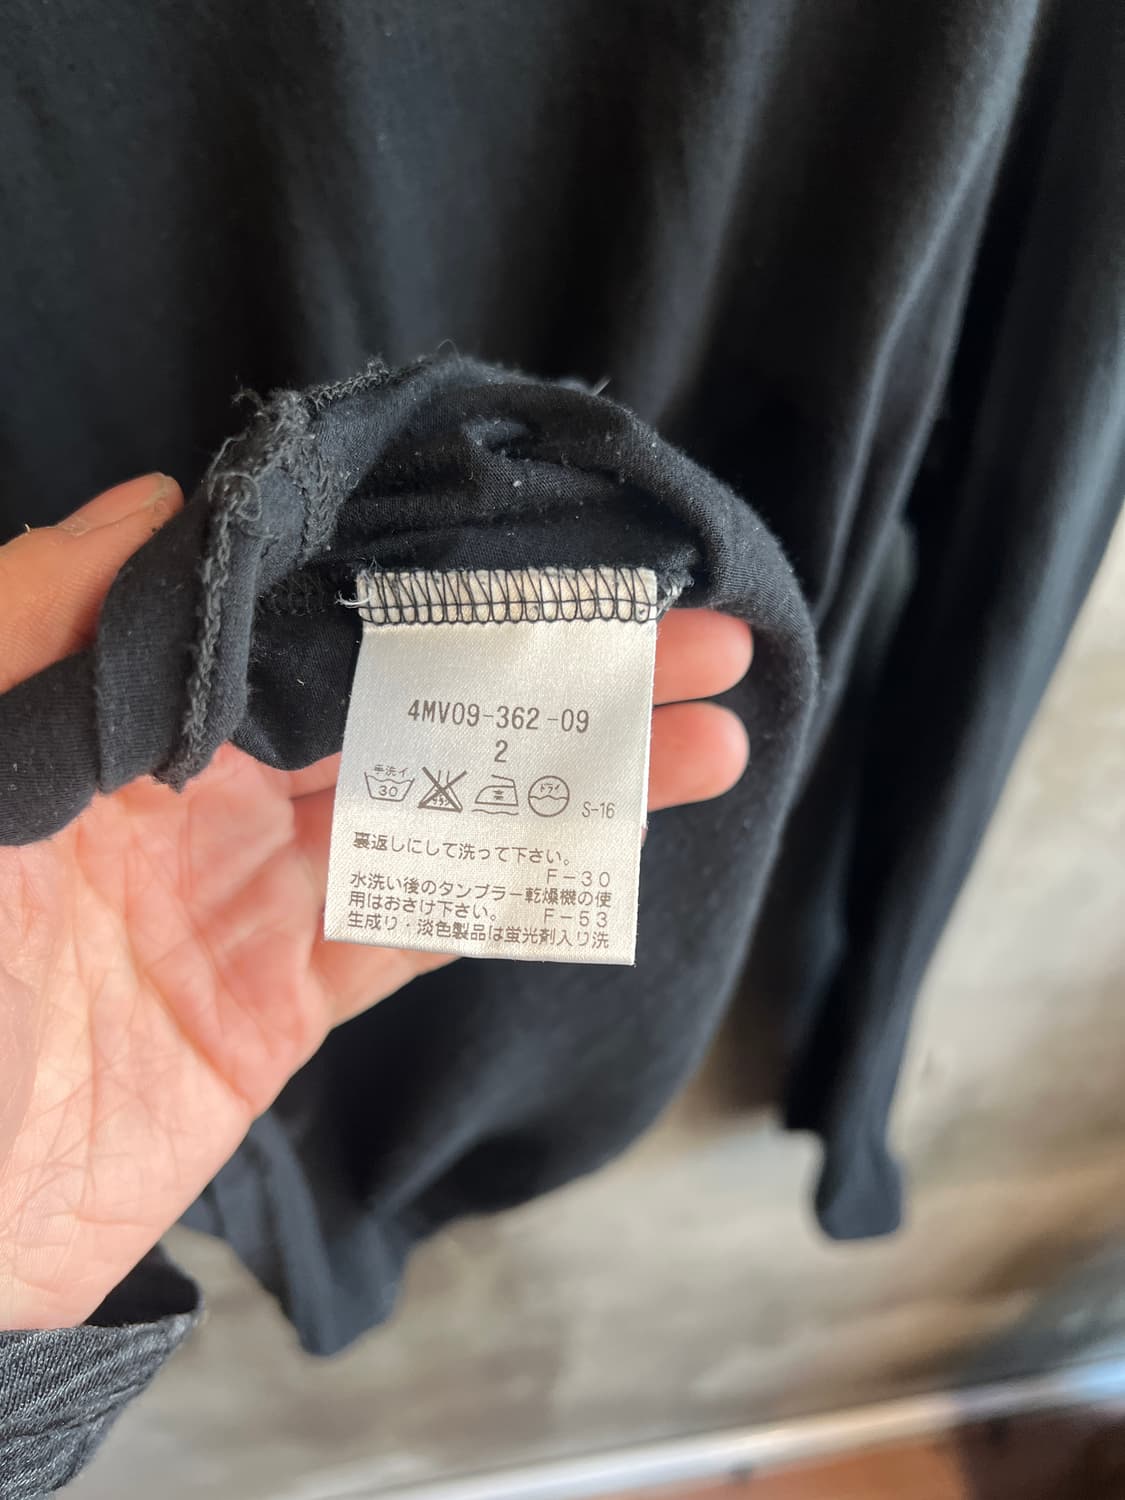 4MV09-362-09
2
手洗イ
30
高
ドライ
S-16
裏返しにして洗って下さい。
F-30
水洗い後のタンブラー乾燥機の使
用はおさけ下さい。 F-53
生成り・淡色製品は蛍光剤入り洗